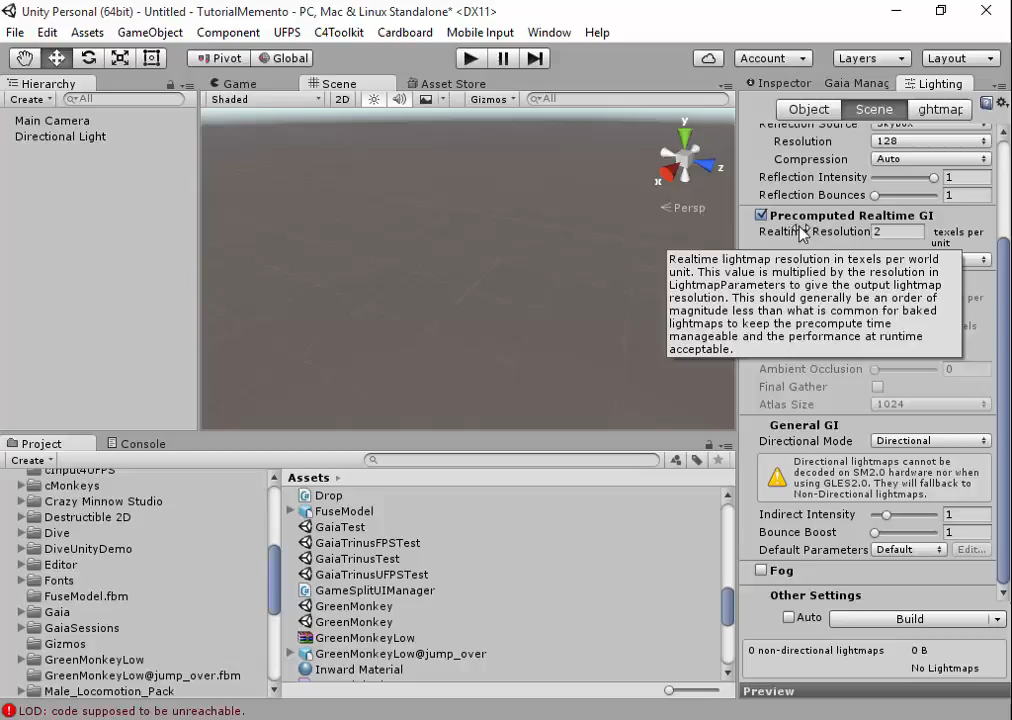 Unity Personal (64bit) - Untitled - TutorialMemento - PC, Mac & Linux Standalone* <DX11>
File Edit Assets GameObject Component UFPS C4Toolkit Cardboard Mobile Input Window Help
Pivot Global Account Layers Layout
Hierarchy
Create All
Main Camera
Directional Light
Game Scene Asset Store
Shaded 2D Gizmos All
y
x
z
Persp
Inspector Gaia Manag Lighting
Object Scene ghtmap
Reflection Source Skybox
Resolution 128
Compression Auto
Reflection Intensity 1
Reflection Bounces 1
Precomputed Realtime GI
Realtime Resolution 2 texels per
unit
Realtime lightmap resolution in texels per world
unit. This value is multiplied by the resolution in
LightmapParameters to give the output lightmap
resolution. This should generally be an order of
magnitude less than what is common for baked
lightmaps to keep the precompute time
manageable and the performance at runtime
acceptable.
per
els
Ambient Occlusion 0
Final Gather
Atlas Size 1024
General GI
Directional Mode Directional
Directional lightmaps cannot be
decoded on SM2.0 hardware nor when
using GLES2.0. They will fallback to
Non-Directional lightmaps.
Indirect Intensity 1
Bounce Boost 1
Default Parameters Default Edit...
Fog
Other Settings
Auto Build
0 non-directional lightmaps 0 B
No Lightmaps
Preview
Project Console
Create
cInput4UFPS
cMonkeys
Crazy Minnow Studio
Destructible 2D
Dive
DiveUnityDemo
Editor
Fonts
FuseModel.fbm
Gaia
GaiaSessions
Gizmos
GreenMonkeyLow
GreenMonkeyLow@jump_over.fbm
Male_Locomotion_Pack
Assets
Drop
FuseModel
GaiaTest
GaiaTrinusFPSTest
GaiaTrinusTest
GaiaTrinusUFPSTest
GameSplitUIManager
GreenMonkey
GreenMonkey
GreenMonkeyLow
GreenMonkeyLow@jump_over
Inward Material
LOD: code supposed to be unreachable.